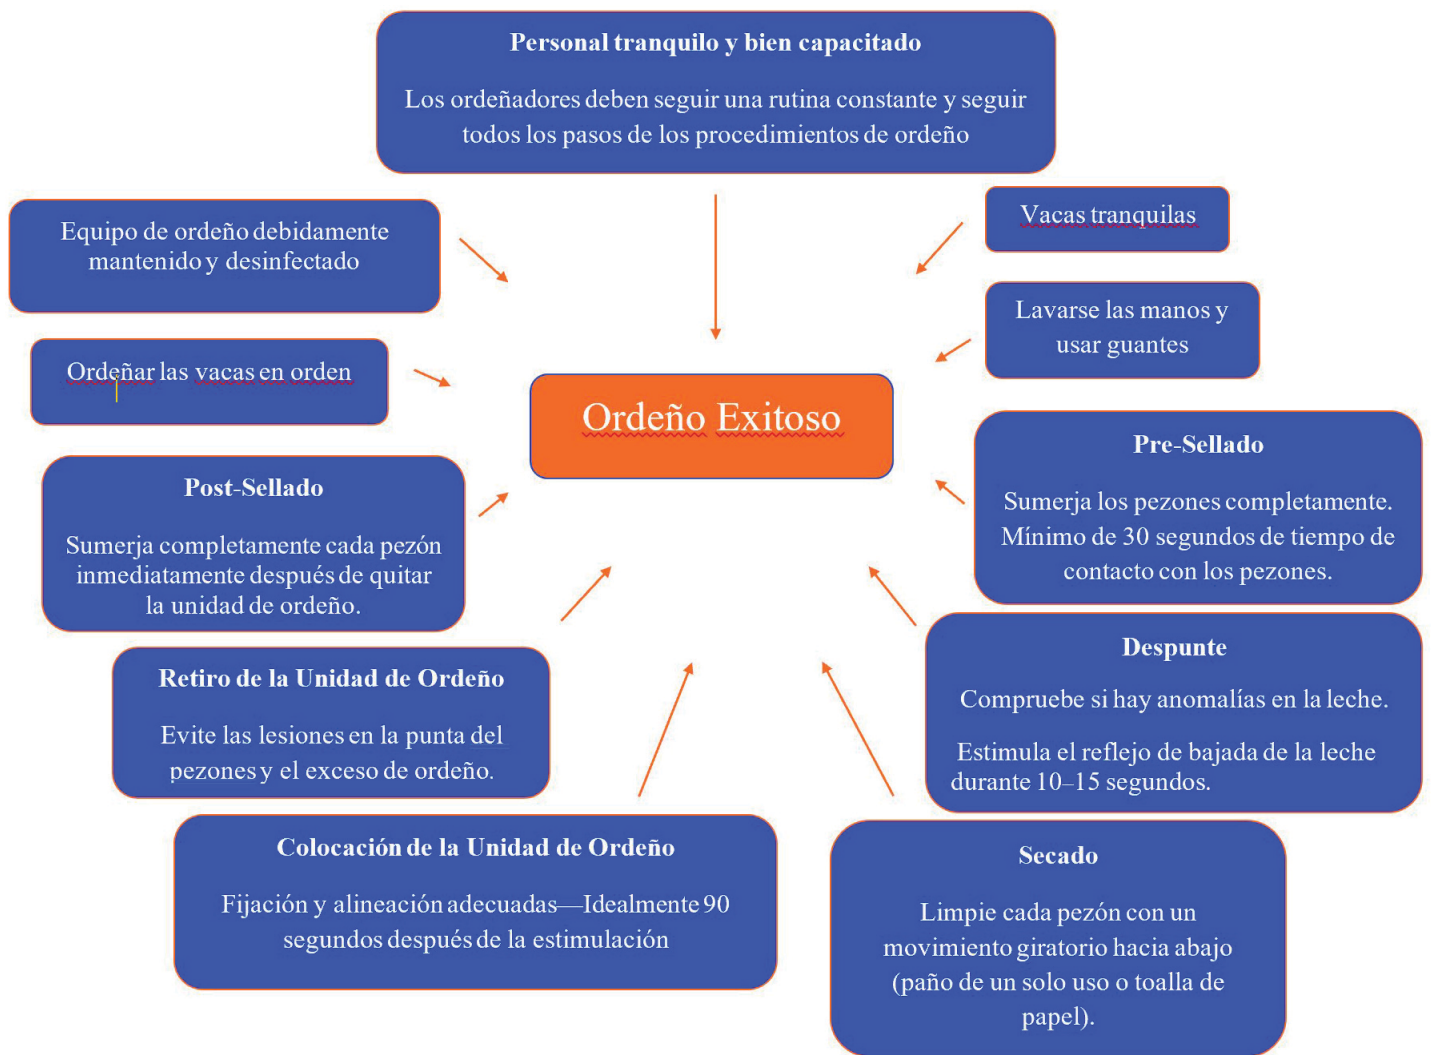 Personal tranquilo y bien capacitado
Los ordeñadores deben seguir una rutina constante y seguir
todos los pasos de los procedimientos de ordeño
Vacas tranquilas
Lavarse las manos y
usar guantes
Pre-Sellado
Sumerja los pezones completamente.
Mínimo de 30 segundos de tiempo de
contacto con los pezones.
Despunte
Compruebe si hay anomalías en la leche.
Estimula el reflejo de bajada de la leche
durante 10–15 segundos.
Secado
Limpie cada pezón con un
movimiento giratorio hacia abajo
(paño de un solo uso o toalla de
papel).
Colocación de la Unidad de Ordeño
Fijación y alineación adecuadas—Idealmente 90
segundos después de la estimulación
Retiro de la Unidad de Ordeño
Evite las lesiones en la punta del
pezones y el exceso de ordeño.
Post-Sellado
Sumerja completamente cada pezón
inmediatamente después de quitar
la unidad de ordeño.
Ordeñar las vacas en orden
Equipo de ordeño debidamente
mantenido y desinfectado
Ordeño Exitoso